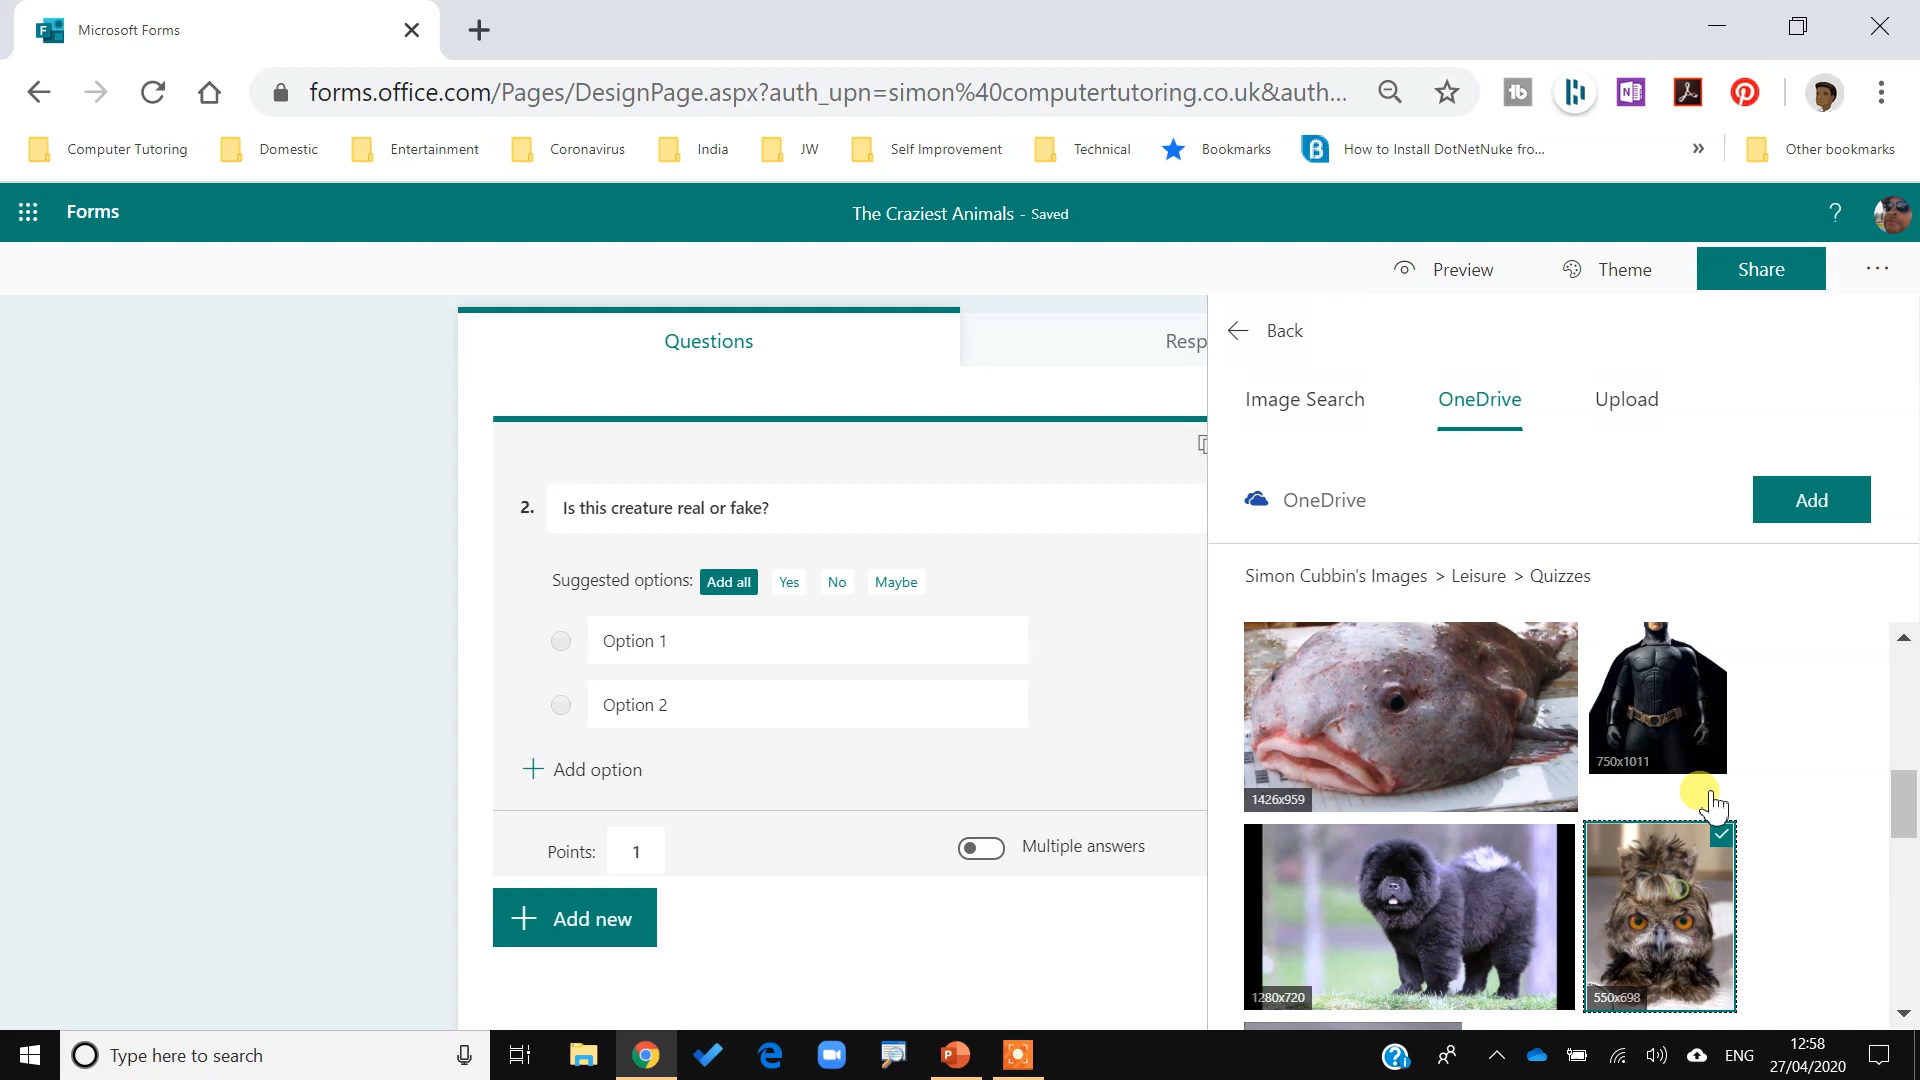 Microsoft Forms
forms.office.com/Pages/DesignPage.aspx?auth_upn=simon%40computertutoring.co.uk&auth...
Computer Tutoring
Domestic
Entertainment
Coronavirus
India
JW
Self Improvement
Technical
Bookmarks
How to Install DotNetNuke fro...
»
Other bookmarks
Forms
The Craziest Animals - Saved
?
Preview
Theme
Share
...
Questions
Resp
Back
Image Search
OneDrive
Upload
OneDrive
Add
Simon Cubbin's Images > Leisure > Quizzes
2.
Is this creature real or fake?
Suggested options: Add all Yes No Maybe
Option 1
Option 2
Add option
Points: 1
Multiple answers
Add new
750x1011
1426x959
1280x720
550x698
Type here to search
ENG
12:58
27/04/2020